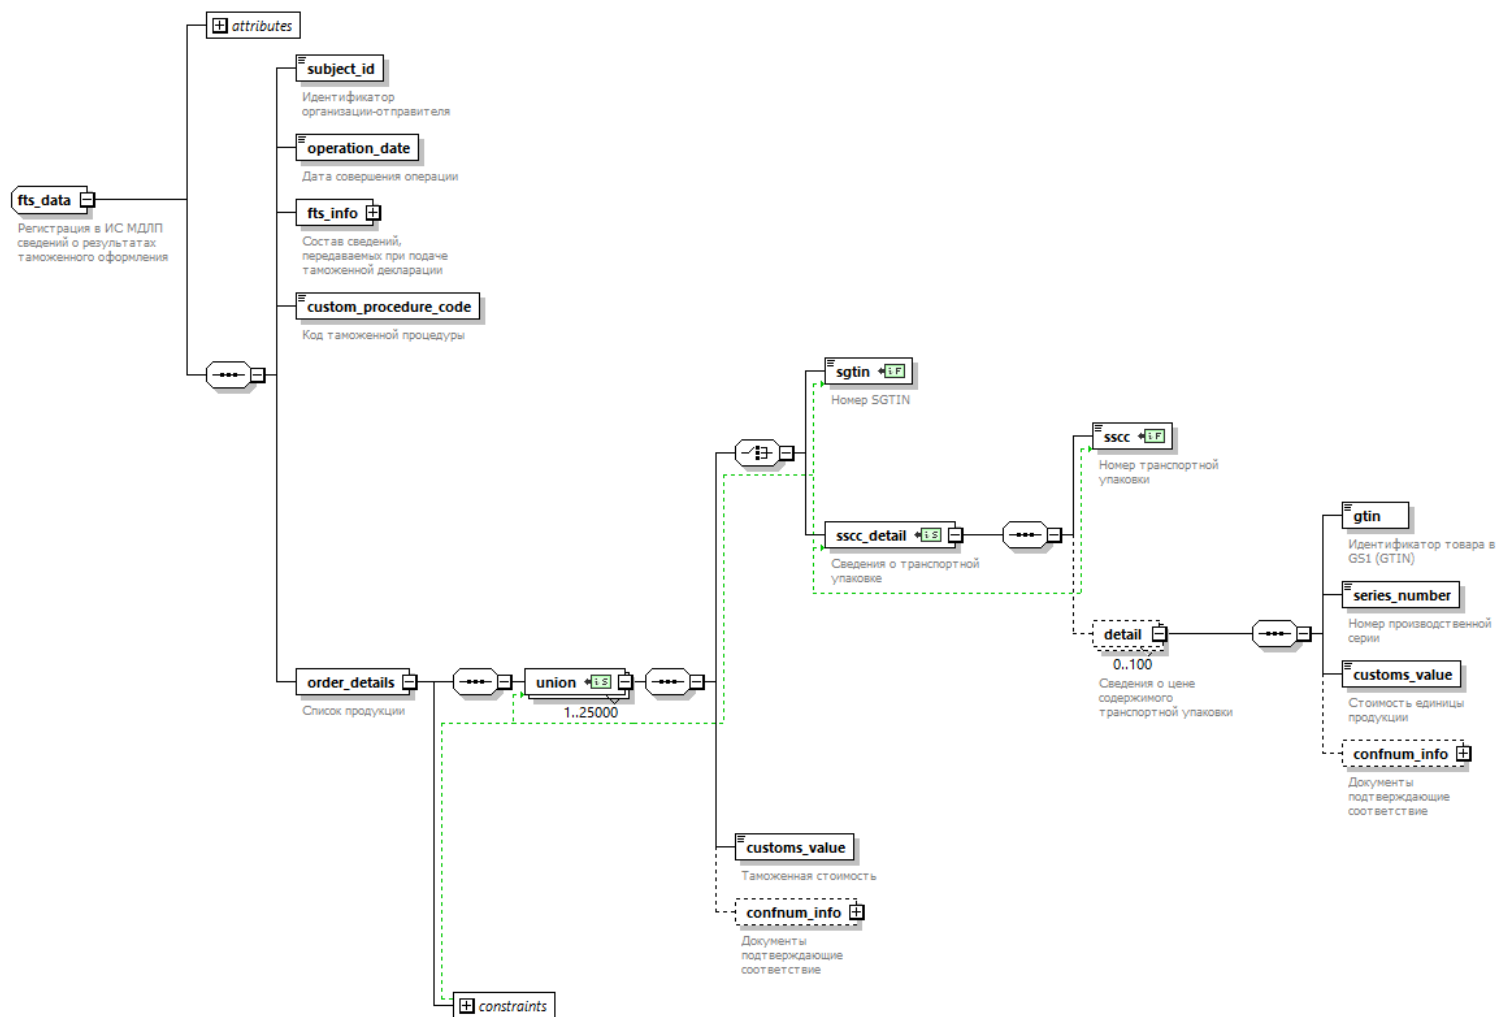 attributes
subject_id
Идентификатор
организации-отправителя
operation_date
Дата совершения операции
fts_data
Регистрация в ИС МДЛП
сведений о результатах
таможенного оформления
fts_info
Состав сведений,
передаваемых при подаче
таможенной декларации
custom_procedure_code
Код таможенной процедуры
sgtin iF
Номер SGTIN
sscc iF
Номер транспортной
упаковки
sscc_detail iS
Сведения о транспортной
упаковке
gtin
Идентификатор товара в
GS1 (GTIN)
series_number
Номер производственной
серии
detail
0..100
Сведения о цене
содержимого
транспортной упаковки
customs_value
Стоимость единицы
продукции
confnum_info
Документы
подтверждающие
соответствие
order_details
Список продукции
union iS
1..25000
customs_value
Таможенная стоимость
confnum_info
Документы
подтверждающие
соответствие
constraints